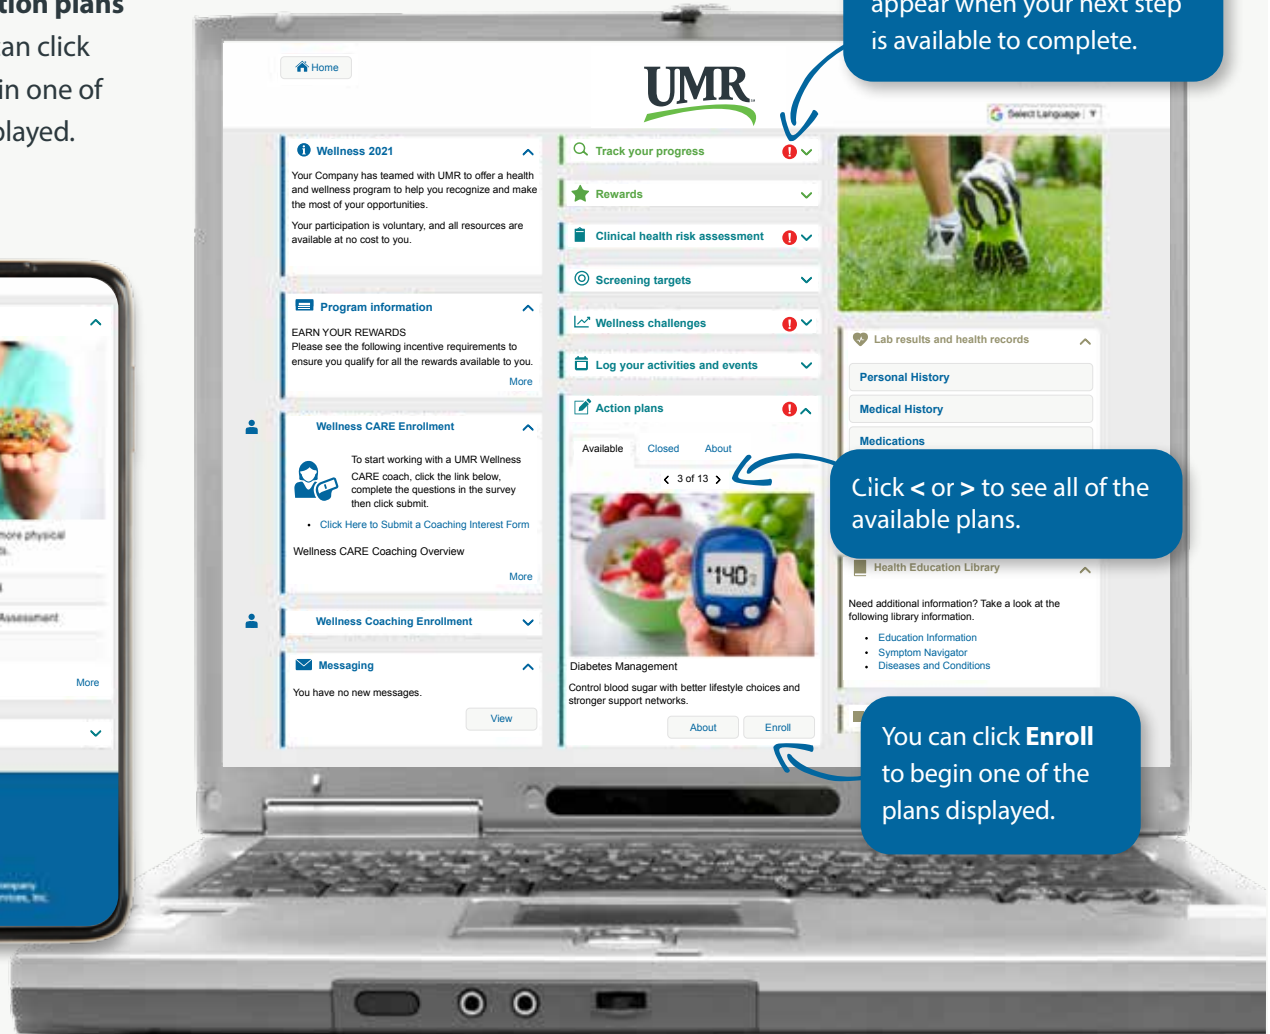 tion plans
an click
in one of
played.
appear when your next step
is available to complete.
Home
UMR
Select Language
Wellness 2021
Your Company has teamed with UMR to offer a health
and wellness program to help you recognize and make
the most of your opportunities.
Your participation is voluntary, and all resources are
available at no cost to you.
Program information
EARN YOUR REWARDS
Please see the following incentive requirements to
ensure you qualify for all the rewards available to you.
More
Wellness CARE Enrollment
To start working with a UMR Wellness
CARE coach, click the link below,
complete the questions in the survey
then click submit.
• Click Here to Submit a Coaching Interest Form
Wellness CARE Coaching Overview
More
Wellness Coaching Enrollment
Messaging
You have no new messages.
View
Track your progress
Rewards
Clinical health risk assessment
Screening targets
Wellness challenges
Log your activities and events
Action plans
Available Closed About
< 3 of 13 >
140
Diabetes Management
Control blood sugar with better lifestyle choices and
stronger support networks.
About Enroll
Lab results and health records
Personal History
Medical History
Medications
Click < or > to see all of the
available plans.
Health Education Library
Need additional information? Take a look at the
following library information.
• Education Information
• Symptom Navigator
• Diseases and Conditions
You can click Enroll
to begin one of the
plans displayed.
more physical
Assessment
More